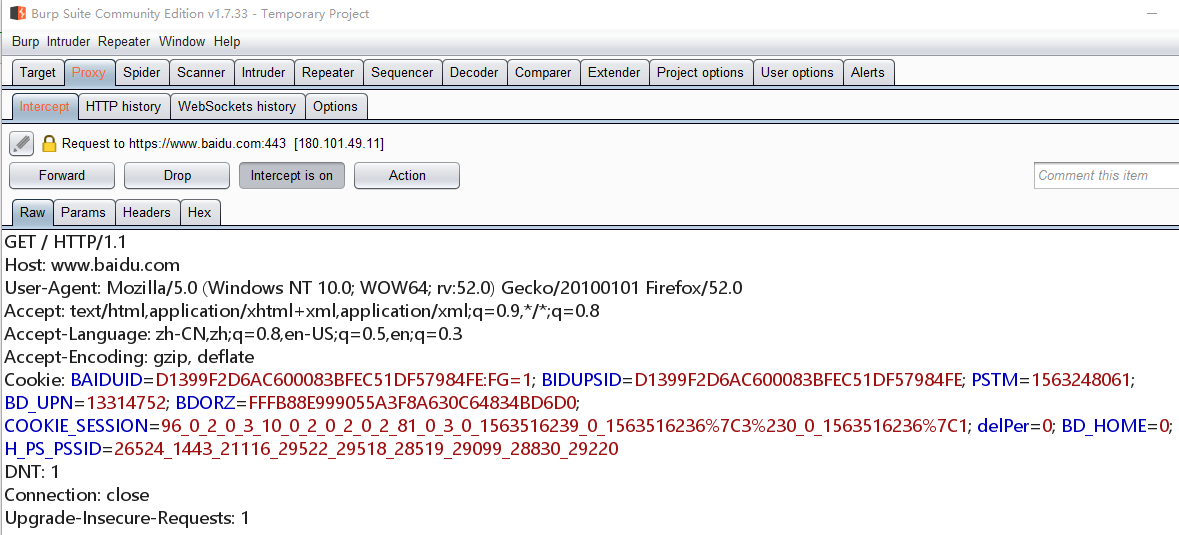 Burp Suite Community Edition v1.7.33 - Temporary Project
Burp Intruder Repeater Window Help
Target Proxy Spider Scanner Intruder Repeater Sequencer Decoder Comparer Extender Project options User options Alerts
Intercept HTTP history WebSockets history Options
Request to https://www.baidu.com:443 [180.101.49.11]
Forward Drop Intercept is on Action Comment this item
Raw Params Headers Hex
GET / HTTP/1.1
Host: www.baidu.com
User-Agent: Mozilla/5.0 (Windows NT 10.0; WOW64; rv:52.0) Gecko/20100101 Firefox/52.0
Accept: text/html,application/xhtml+xml,application/xml;q=0.9,*/*;q=0.8
Accept-Language: zh-CN,zh;q=0.8,en-US;q=0.5,en;q=0.3
Accept-Encoding: gzip, deflate
Cookie: BAIDUID=D1399F2D6AC600083BFEC51DF57984FE:FG=1; BIDUPSID=D1399F2D6AC600083BFEC51DF57984FE; PSTM=1563248061;
BD_UPN=13314752; BDORZ=FFFB88E999055A3F8A630C64834BD6D0;
COOKIE_SESSION=96_0_2_0_3_10_0_2_0_2_0_2_81_0_3_0_1563516239_0_1563516236%7C3%230_0_1563516236%7C1; delPer=0; BD_HOME=0;
H_PS_PSSID=26524_1443_21116_29522_29518_28519_29099_28830_29220
DNT: 1
Connection: close
Upgrade-Insecure-Requests: 1